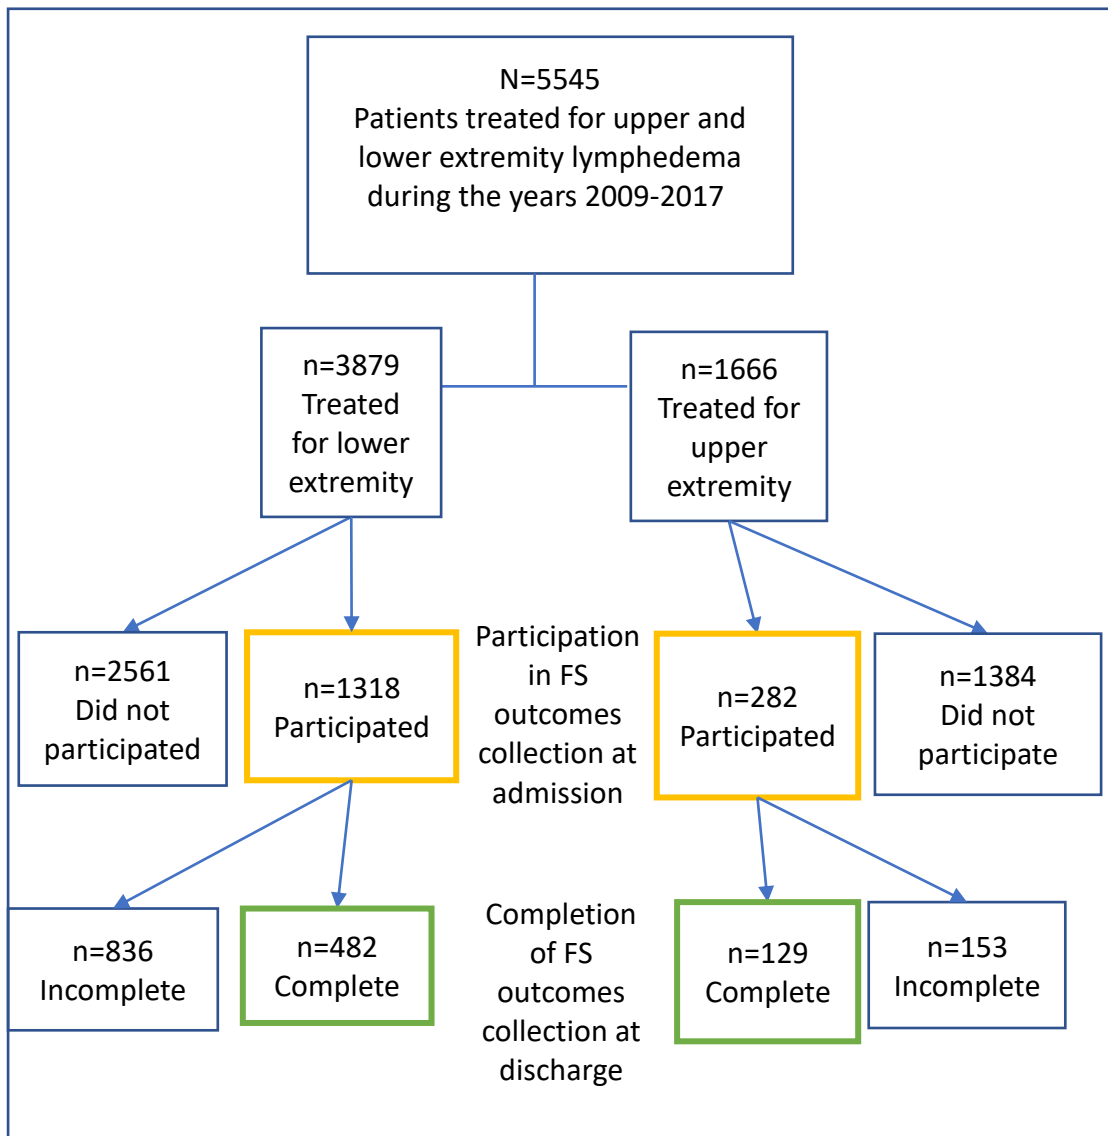 N=5545
Patients treated for upper and
lower extremity lymphedema
during the years 2009-2017
n=3879
Treated
for lower
extremity
n=1666
Treated for
upper
extremity
n=2561
Did not
participated
n=1318
Participated
Participation
in FS
outcomes
collection at
admission
n=282
Participated
n=1384
Did not
participate
n=836
Incomplete
n=482
Complete
Completion
of FS
outcomes
collection at
discharge
n=129
Complete
n=153
Incomplete